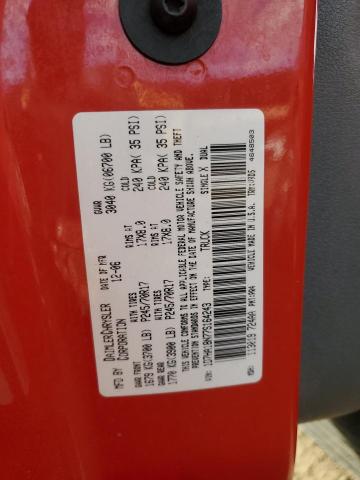 MFD BY DAIMLERCHRYSLER CORPORATION
DATE OF MFR 12-06
GVWR 3040 KG(06700 LB)
GAWR FRONT 1679 KG(3700 LB)
WITH TIRES P245/70R17
RIMS AT 17X8.0
COLD 240 KPA( 35 PSI)
GAWR REAR 1770 KG(3900 LB)
WITH TIRES P245/70R17
RIMS AT 17X8.0
COLD 240 KPA( 35 PSI)
THIS VEHICLE CONFORMS TO ALL APPLICABLE FEDERAL MOTOR VEHICLE SAFETY AND THEFT
PREVENTION STANDARDS IN EFFECT ON THE DATE OF MANUFACTURE SHOWN ABOVE.
TYPE: TRUCK
SINGLE X DUAL
VEHICLE MADE IN U.S.A.
4648503